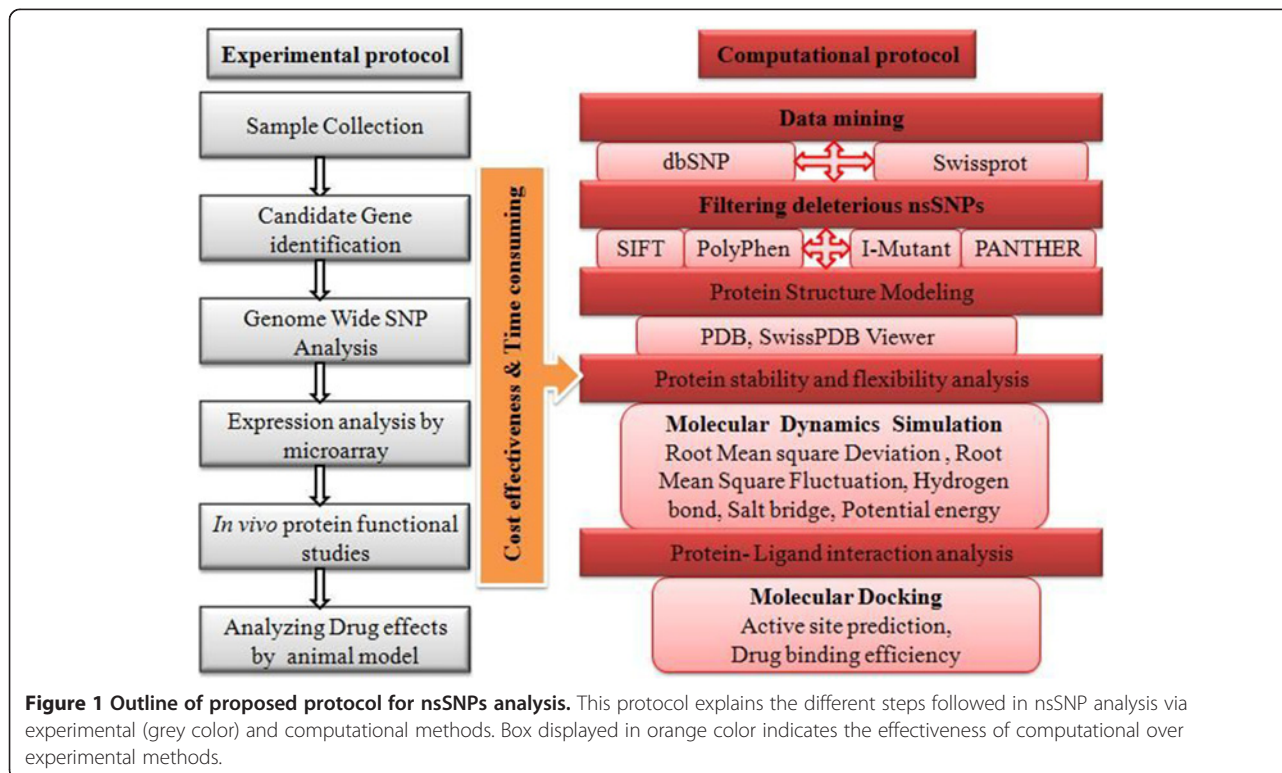 Experimental protocol
Sample Collection
Candidate Gene
identification
Genome Wide SNP
Analysis
Expression analysis by
microarray
In vivo protein functional
studies
Analyzing Drug effects
by animal model
Cost effectiveness & Time consuming
Computational protocol
Data mining
dbSNP
Swissprot
Filtering deleterious nsSNPs
SIFT
PolyPhen
I-Mutant
PANTHER
Protein Structure Modeling
PDB, SwissPDB Viewer
Protein stability and flexibility analysis
Molecular Dynamics Simulation
Root Mean square Deviation , Root
Mean Square Fluctuation, Hydrogen
bond, Salt bridge, Potential energy
Protein- Ligand interaction analysis
Molecular Docking
Active site prediction,
Drug binding efficiency
Figure 1 Outline of proposed protocol for nsSNPs analysis. This protocol explains the different steps followed in nsSNP analysis via
experimental (grey color) and computational methods. Box displayed in orange color indicates the effectiveness of computational over
experimental methods.